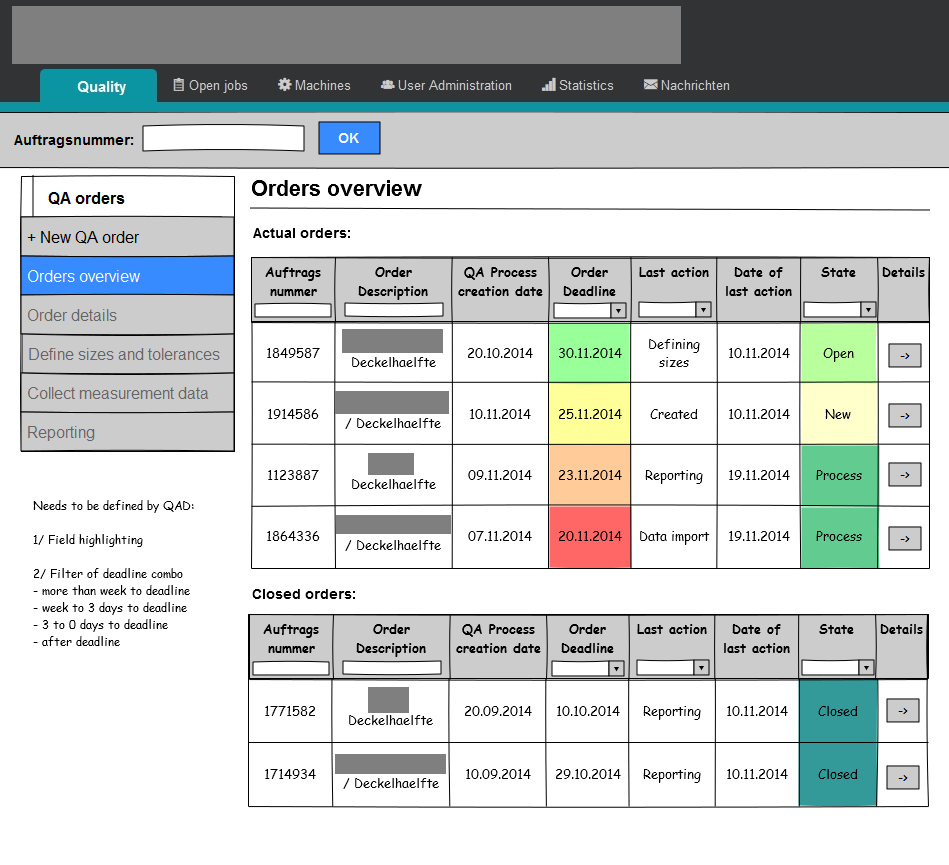 Quality
Open jobs
Machines
User Administration
Statistics
Nachrichten
Auftragsnummer:
OK
QA orders
+ New QA order
Orders overview
Order details
Define sizes and tolerances
Collect measurement data
Reporting
Needs to be defined by QAD:
1/ Field highlighting
2/ Filter of deadline combo
- more than week to deadline
- week to 3 days to deadline
- 3 to 0 days to deadline
- after deadline
Orders overview
Actual orders:
Auftrags nummer | Order Description | QA Process creation date | Order Deadline | Last action | Date of last action | State | Details
1849587 | Deckelhaelfte | 20.10.2014 | 30.11.2014 | Defining sizes | 10.11.2014 | Open | ->
1914586 | / Deckelhaelfte | 10.11.2014 | 25.11.2014 | Created | 10.11.2014 | New | ->
1123887 | Deckelhaelfte | 09.11.2014 | 23.11.2014 | Reporting | 19.11.2014 | Process | ->
1864336 | / Deckelhaelfte | 07.11.2014 | 20.11.2014 | Data import | 19.11.2014 | Process | ->
Closed orders:
Auftrags nummer | Order Description | QA Process creation date | Order Deadline | Last action | Date of last action | State | Details
1771582 | Deckelhaelfte | 20.09.2014 | 10.10.2014 | Reporting | 10.11.2014 | Closed | ->
1714934 | / Deckelhaelfte | 10.09.2014 | 29.10.2014 | Reporting | 10.11.2014 | Closed | ->